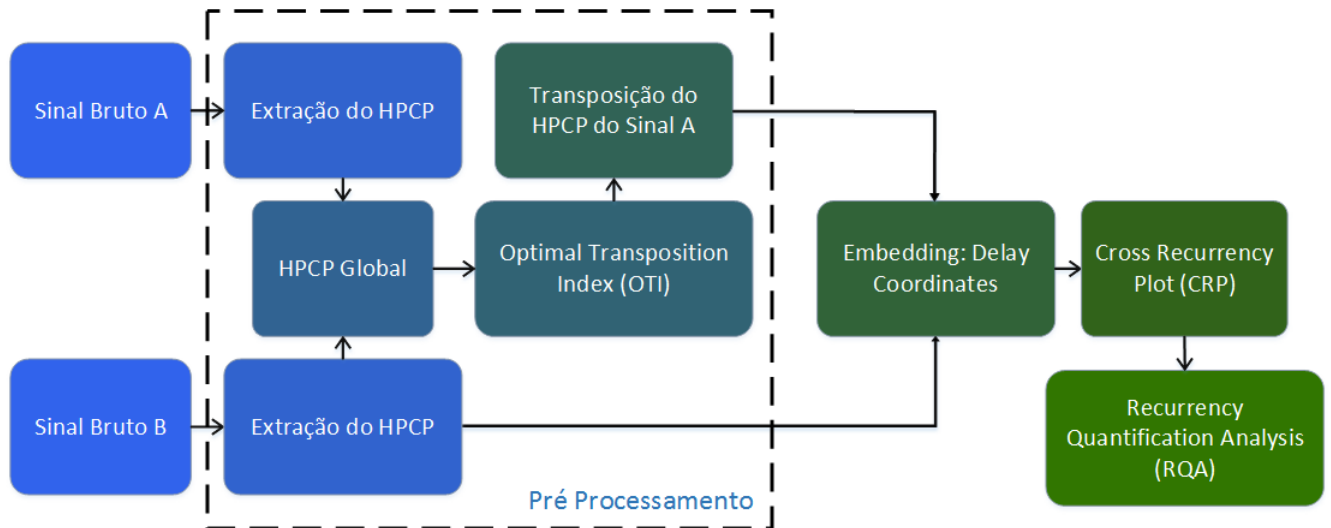 Sinal Bruto A
Extração do HPCP
Transposição do
HPCP do Sinal A
HPCP Global
Optimal Transposition
Index (OTI)
Embedding: Delay
Coordinates
Cross Recurrency
Plot (CRP)
Sinal Bruto B
Extração do HPCP
Recurrency
Quantification Analysis
(RQA)
Pré Processamento